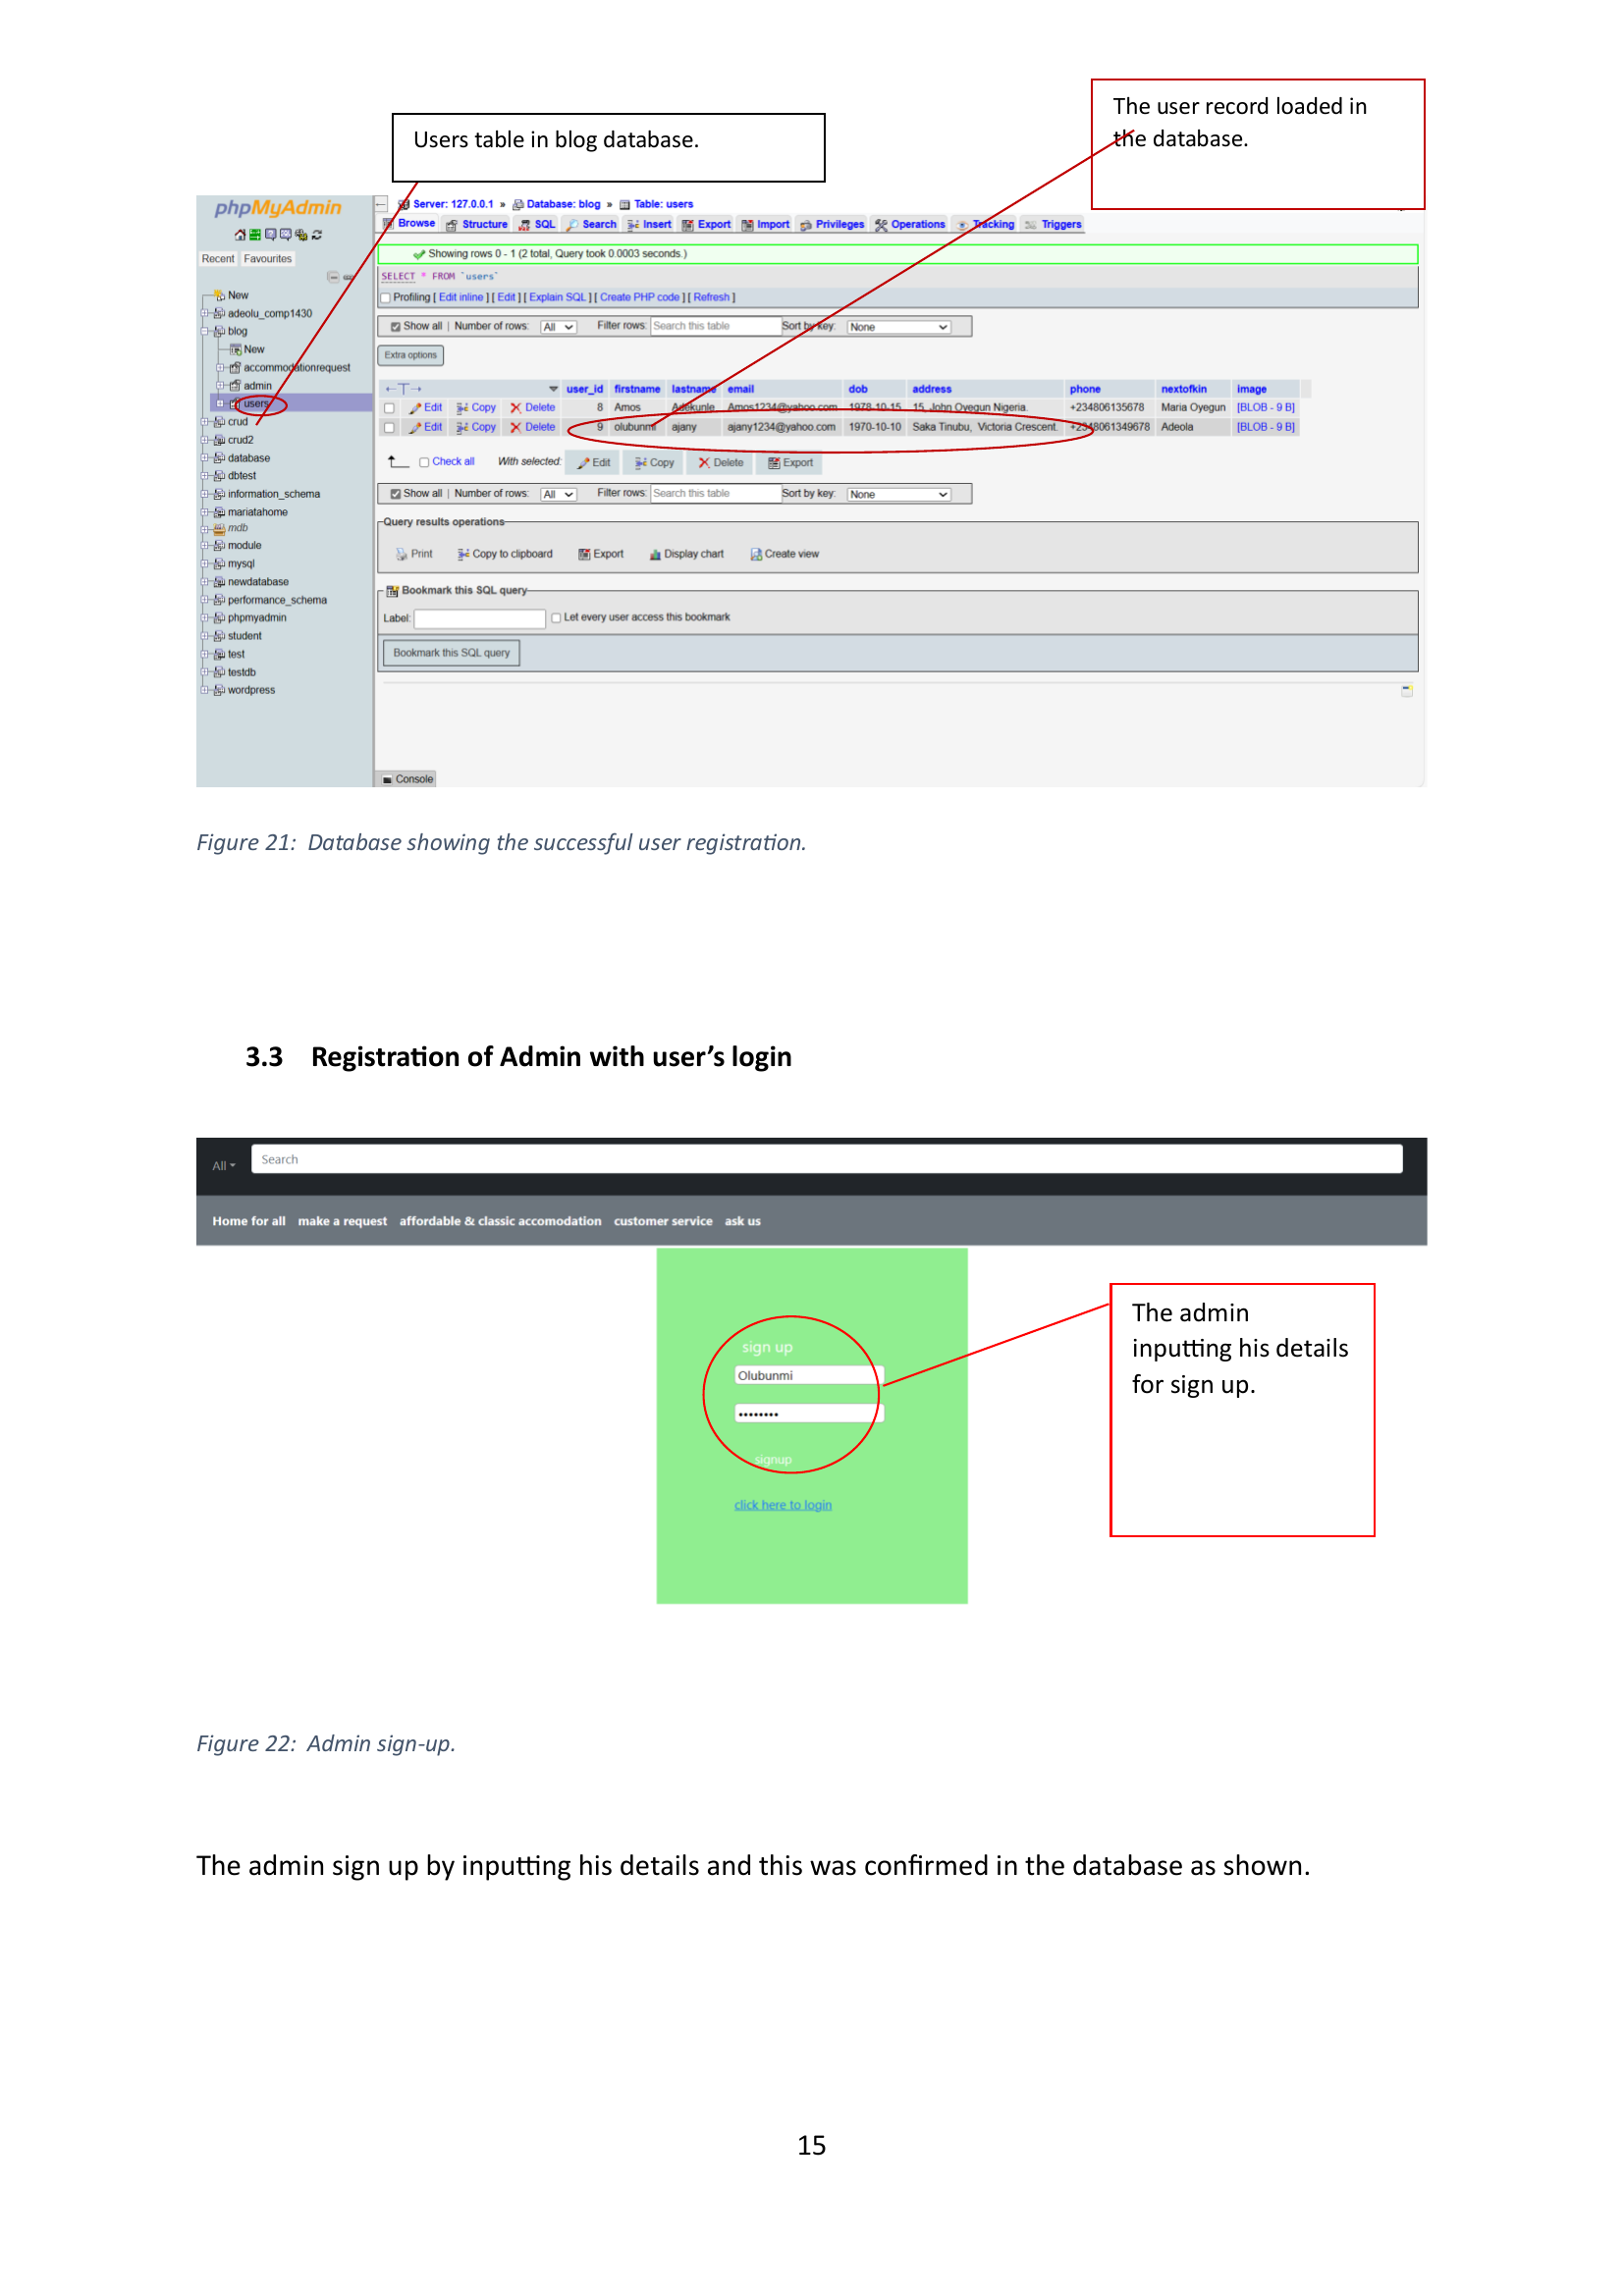 Users table in blog database.
The user record loaded in
the database.
phpMyAdmin
Recent Favourites
New
adeolu_comp1430
blog
New
accommodationrequest
admin
users
crud
crud2
database
dbtest
information_schema
mariatahome
mdb
module
mysql
newdatabase
performance_schema
phpmyadmin
student
test
testdb
wordpress
Server: 127.0.0.1 » Database: blog » Table: users
Browse Structure SQL Search Insert Export Import Privileges Operations Tracking Triggers
Showing rows 0 - 1 (2 total, Query took 0.0003 seconds.)
SELECT * FROM `users`
Profiling [ Edit inline ] [ Edit ] [ Explain SQL ] [ Create PHP code ] [ Refresh ]
Show all | Number of rows: All Filter rows: Search this table Sort by key: None
Extra options
user_id firstname lastname email dob address phone nextofkin image
Edit Copy Delete 8 Amos Adekunle Amos1234@yahoo.com 1978-10-15 15, John Oyegun Nigeria. +234806135678 Maria Oyegun [BLOB - 9 B]
Edit Copy Delete 9 olubunmi ajany ajany1234@yahoo.com 1970-10-10 Saka Tinubu, Victoria Crescent. +2348061349678 Adeola [BLOB - 9 B]
Check all With selected: Edit Copy Delete Export
Show all | Number of rows: All Filter rows: Search this table Sort by key: None
Query results operations
Print Copy to clipboard Export Display chart Create view
Bookmark this SQL query
Label: Let every user access this bookmark
Bookmark this SQL query
Console
Figure 21: Database showing the successful user registration.
3.3 Registration of Admin with user’s login
All Search
Home for all make a request affordable & classic accomodation customer service ask us
sign up
Olubunmi
••••••••
signup
click here to login
The admin
inputting his details
for sign up.
Figure 22: Admin sign-up.
The admin sign up by inputting his details and this was confirmed in the database as shown.
15